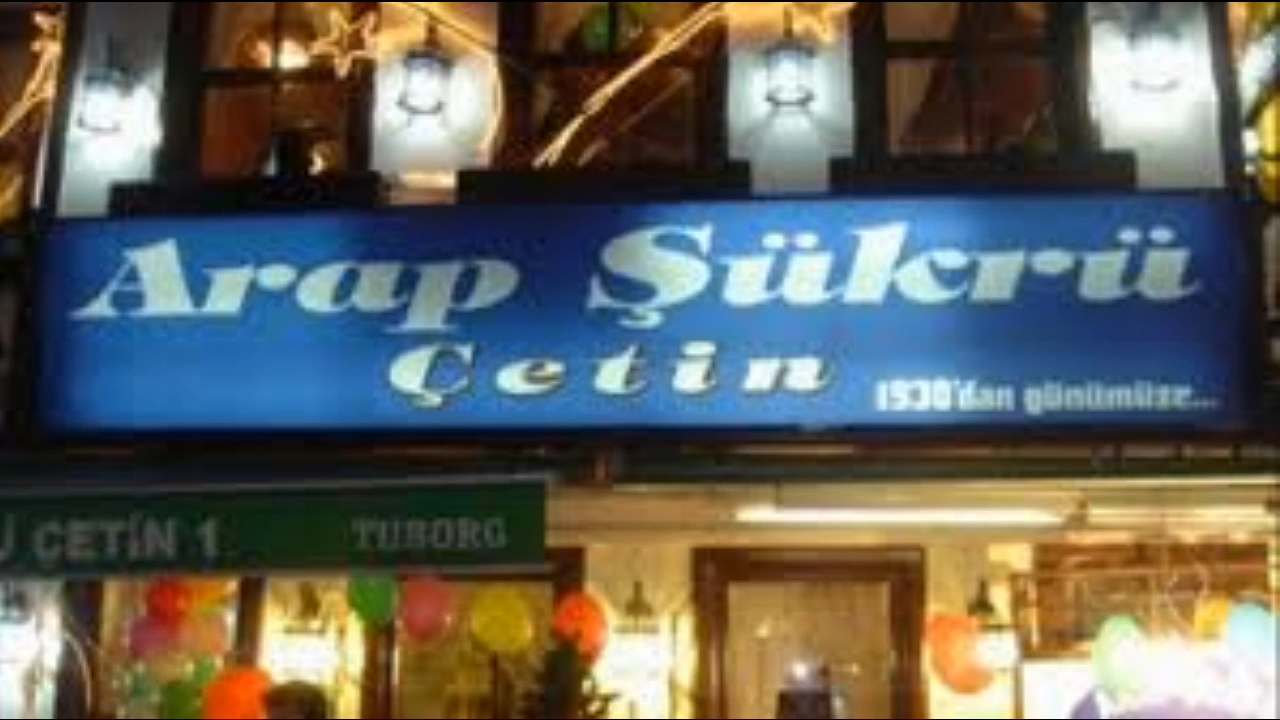 Arap Şükrü
Çetin
1930'dan günümüze...
Ü ÇETİN 1
TUBORG